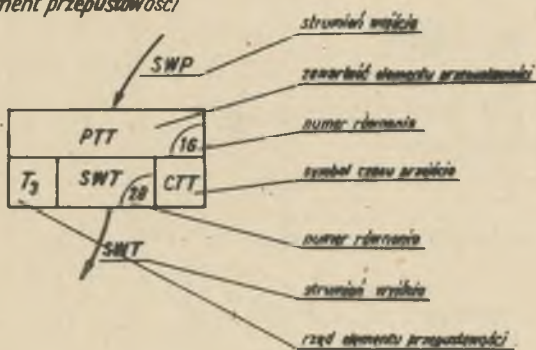 ment przepustowości
strumień wejścia
SWP
zawartość elementu przepustowości
PTT
16
numer równania
T3 SWT 28 CTT
symbol czasu przejścia
numer równania
SWT
strumień wyjścia
rząd elementu przepustowości